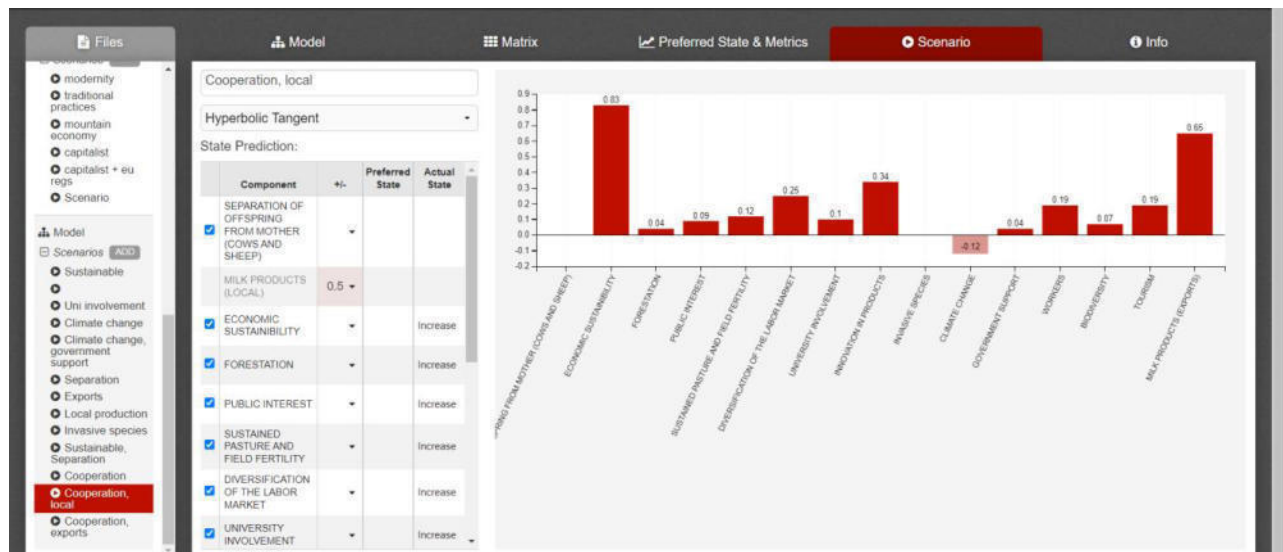 Files
Model
Matrix
Preferred State & Metrics
Scenario
Info
ADD
modernity
traditional
practices
mountain
economy
capitalist
capitalist + eu
regs
Scenario
Model
Scenarios ADD
Sustainable
Uni involvement
Climate change
Climate change,
government
support
Separation
Exports
Local production
Invasive species
Sustainable,
Separation
Cooperation
Cooperation,
local
Cooperation,
exports
Cooperation, local
Hyperbolic Tangent
State Prediction:
Component +/- Preferred State Actual State
SEPARATION OF
OFFSPRING
FROM MOTHER
(COWS AND
SHEEP)
MILK PRODUCTS
(LOCAL) 0.5
ECONOMIC
SUSTAINIBILITY Increase
FORESTATION Increase
PUBLIC INTEREST Increase
SUSTAINED
PASTURE AND
FIELD FERTILITY Increase
DIVERSIFICATION
OF THE LABOR
MARKET Increase
UNIVERSITY
INVOLVEMENT Increase
0.9
0.8
0.7
0.6
0.5
0.4
0.3
0.2
0.1
0.0
-0.1
-0.2
0.83
0.04
0.09
0.12
0.25
0.1
0.34
-0.12
0.04
0.19
0.07
0.19
0.65
PRING FROM MOTHER (COWS AND SHEEP)
ECONOMIC SUSTAINIBILITY
FORESTATION
PUBLIC INTEREST
SUSTAINED PASTURE AND FIELD FERTILITY
DIVERSIFICATION OF THE LABOR MARKET
UNIVERSITY INVOLVEMENT
INNOVATION IN PRODUCTS
INVASIVE SPECIES
CLIMATE CHANGE
GOVERNMENT SUPPORT
WORKERS
BIODIVERSITY
TOURISM
MILK PRODUCTS (EXPORTS)